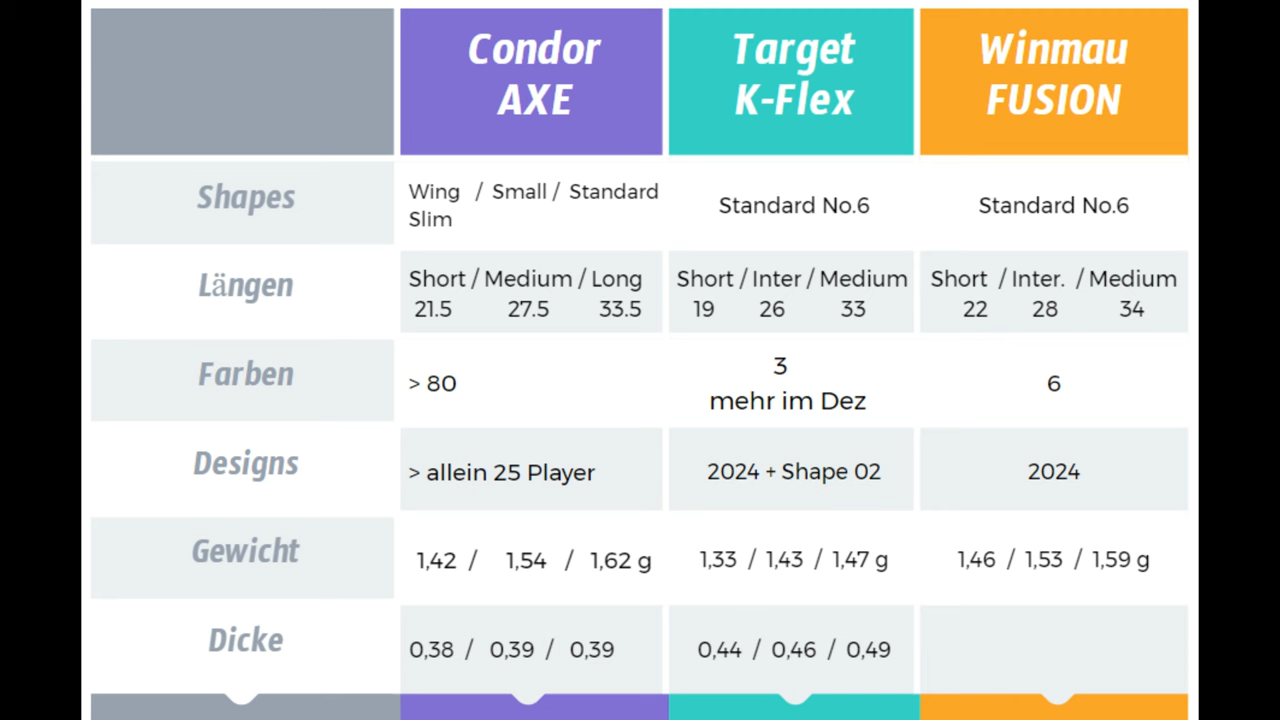 Condor AXE
Target K-Flex
Winmau FUSION
Shapes
Wing / Small / Standard
Slim
Standard No.6
Standard No.6
Längen
Short / Medium / Long
21.5 27.5 33.5
Short / Inter / Medium
19 26 33
Short / Inter. / Medium
22 28 34
Farben
> 80
3
mehr im Dez
6
Designs
> allein 25 Player
2024 + Shape 02
2024
Gewicht
1,42 / 1,54 / 1,62 g
1,33 / 1,43 / 1,47 g
1,46 / 1,53 / 1,59 g
Dicke
0,38 / 0,39 / 0,39
0,44 / 0,46 / 0,49